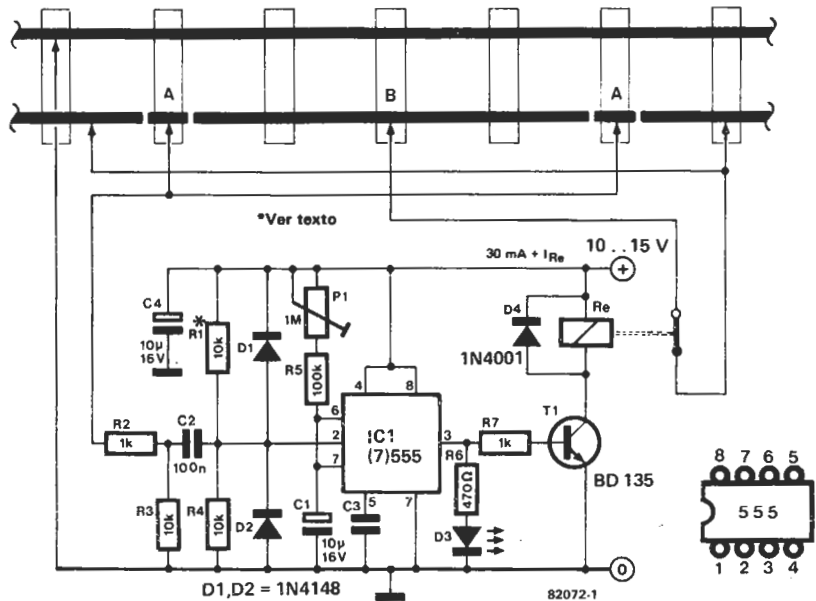 A
B
A
*Ver texto
10 . . 15 V
30 mA + IRe
+
C4
10µ
16V
*
R1
10k
D1
P1
1M
R5
100k
D4
1N4001
Re
4
8
6
2
7
IC1
(7)555
3
5
7
R2
1k
C2
100n
R3
10k
R4
10k
D2
C1
10µ
16V
C3
R6
470Ω
D3
R7
1k
T1
BD 135
0
D1,D2 = 1N4148
82072-1
8 7 6 5
555
1 2 3 4